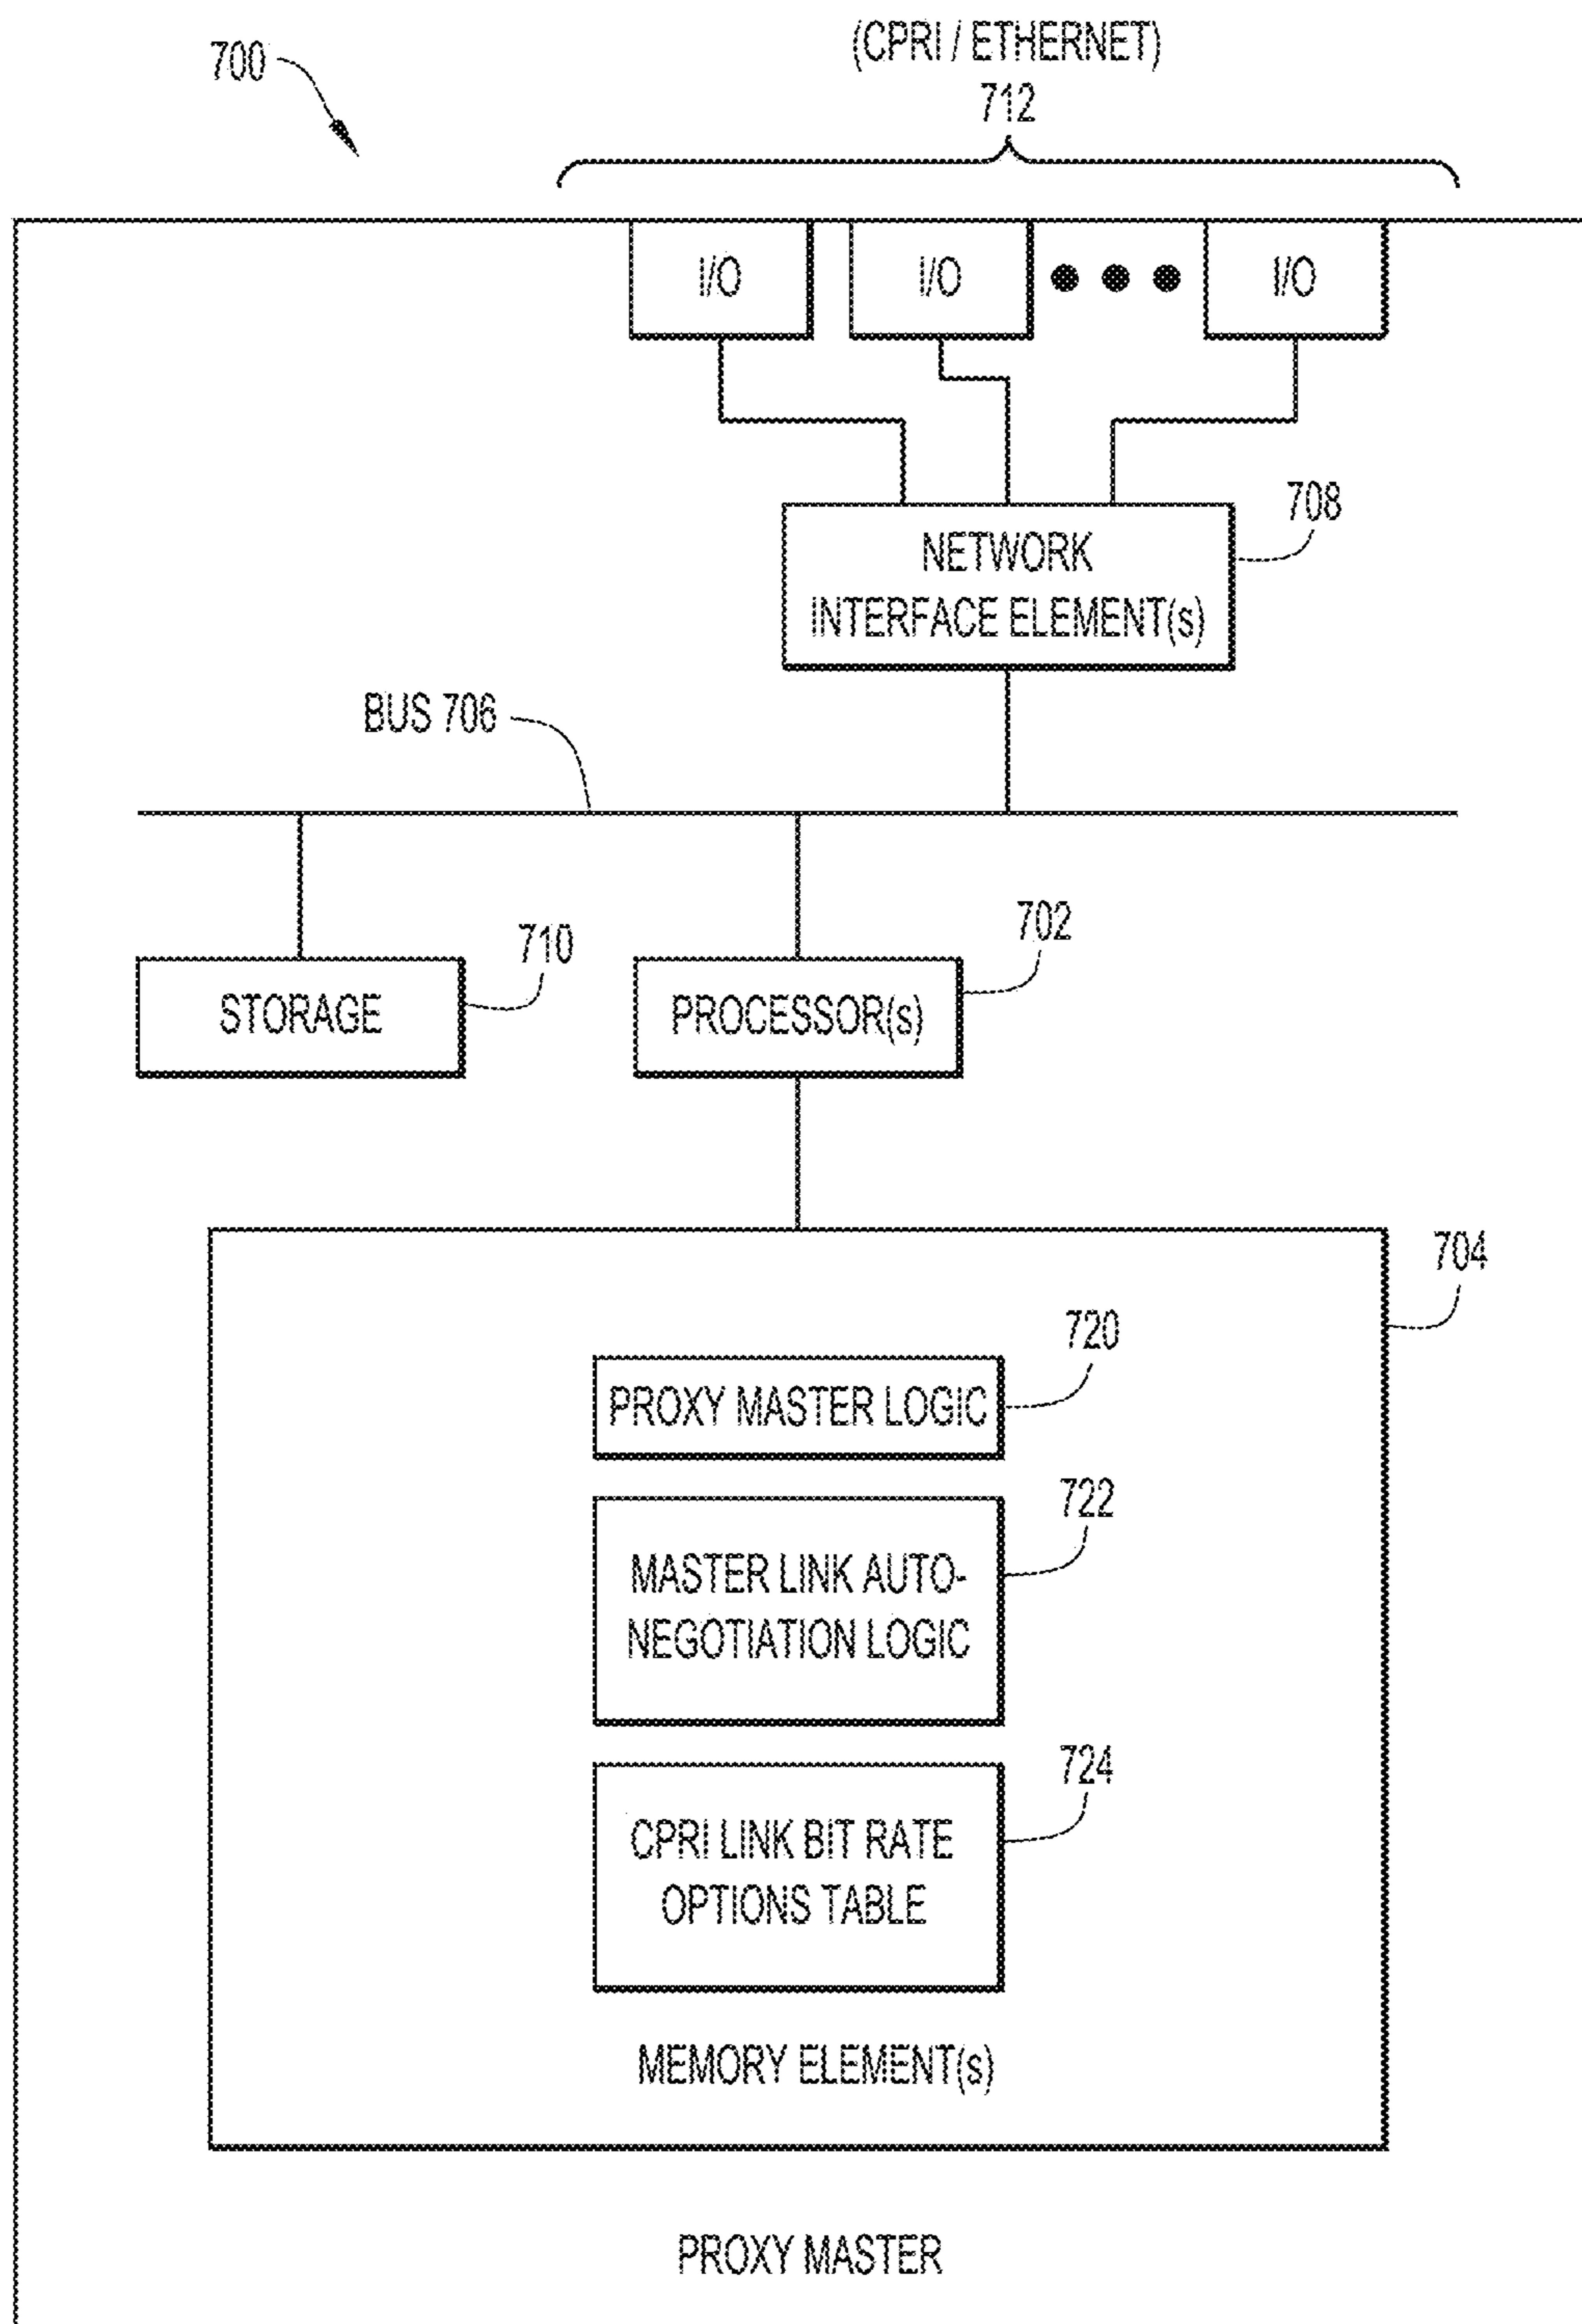 700
(CPRI / ETHERNET)
712
I/O
I/O
I/O
708
NETWORK
INTERFACE ELEMENT(s)
BUS 706
710
702
STORAGE
PROCESSOR(s)
704
720
PROXY MASTER LOGIC
722
MASTER LINK AUTO-
NEGOTIATION LOGIC
724
CPRI LINK BIT RATE
OPTIONS TABLE
MEMORY ELEMENT(s)
PROXY MASTER